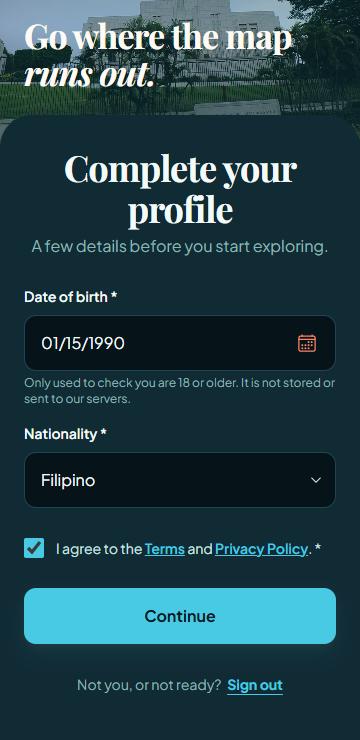 Go where the map
runs out.
Complete your
profile
A few details before you start exploring.
Date of birth *
01/15/1990
Only used to check you are 18 or older. It is not stored or
sent to our servers.
Nationality *
Filipino
I agree to the Terms and Privacy Policy. *
Continue
Not you, or not ready? Sign out